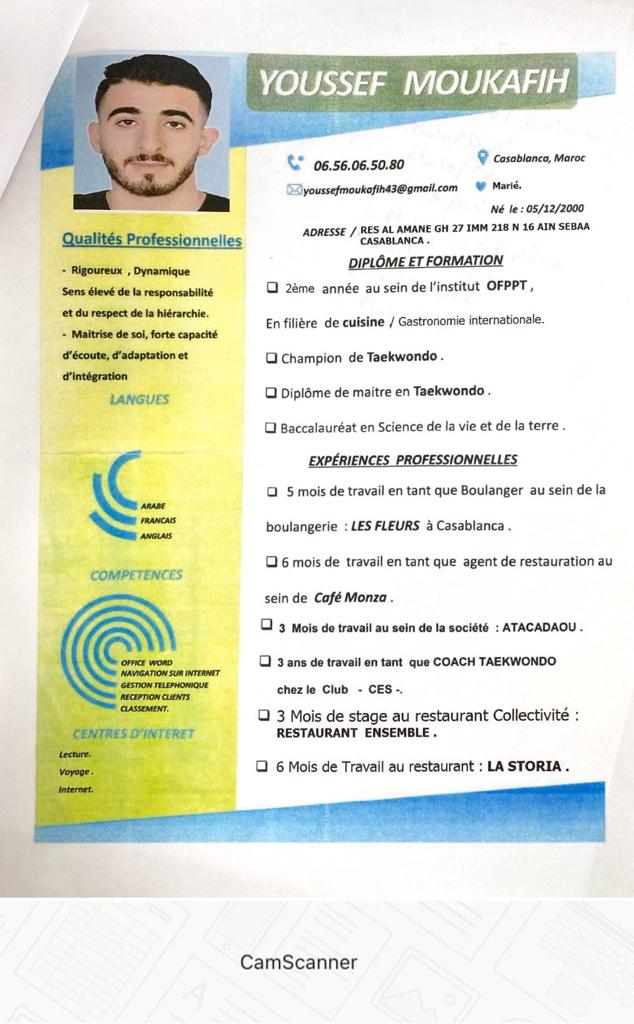 YOUSSEF MOUKAFIH
06.56.06.50.80
Casablanca, Maroc
youssefmoukafih43@gmail.com
Marié.
Né le : 05/12/2000
ADRESSE / RES AL AMANE GH 27 IMM 218 N 16 AIN SEBAA
CASABLANCA .
Qualités Professionnelles
- Rigoureux , Dynamique
Sens élevé de la responsabilité
et du respect de la hiérarchie.
- Maitrise de soi, forte capacité
d'écoute, d'adaptation et
d'intégration
LANGUES
ARABE
FRANCAIS
ANGLAIS
COMPETENCES
OFFICE WORD
NAVIGATION SUR INTERNET
GESTION TELEPHONIQUE
RECEPTION CLIENTS
CLASSEMENT.
CENTRES D'INTERET
Lecture.
Voyage .
Internet.
DIPLÔME ET FORMATION
❑ 2ème année au sein de l'institut OFPPT ,
En filière de cuisine / Gastronomie internationale.
❑ Champion de Taekwondo .
❑ Diplôme de maitre en Taekwondo .
❑ Baccalauréat en Science de la vie et de la terre .
EXPÉRIENCES PROFESSIONNELLES
❑ 5 mois de travail en tant que Boulanger au sein de la
boulangerie : LES FLEURS à Casablanca .
❑ 6 mois de travail en tant que agent de restauration au
sein de Café Monza .
❑ 3 Mois de travail au sein de la société : ATACADAOU .
❑ 3 ans de travail en tant que COACH TAEKWONDO
chez le Club - CES -.
❑ 3 Mois de stage au restaurant Collectivité :
RESTAURANT ENSEMBLE .
❑ 6 Mois de Travail au restaurant : LA STORIA .
CamScanner